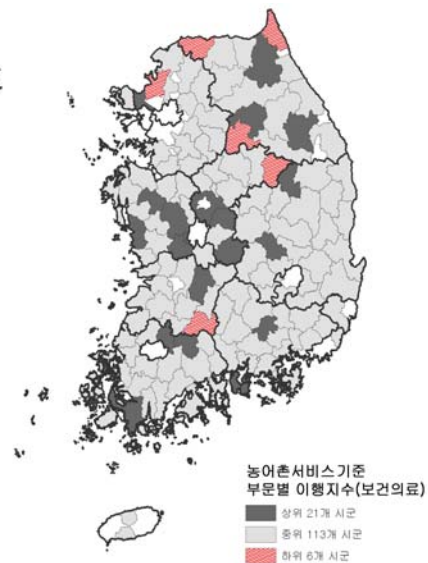 농어촌서비스기준
부문별 이행지수(보건의료)
상위 21개 시군
중위 113개 시군
하위 6개 시군